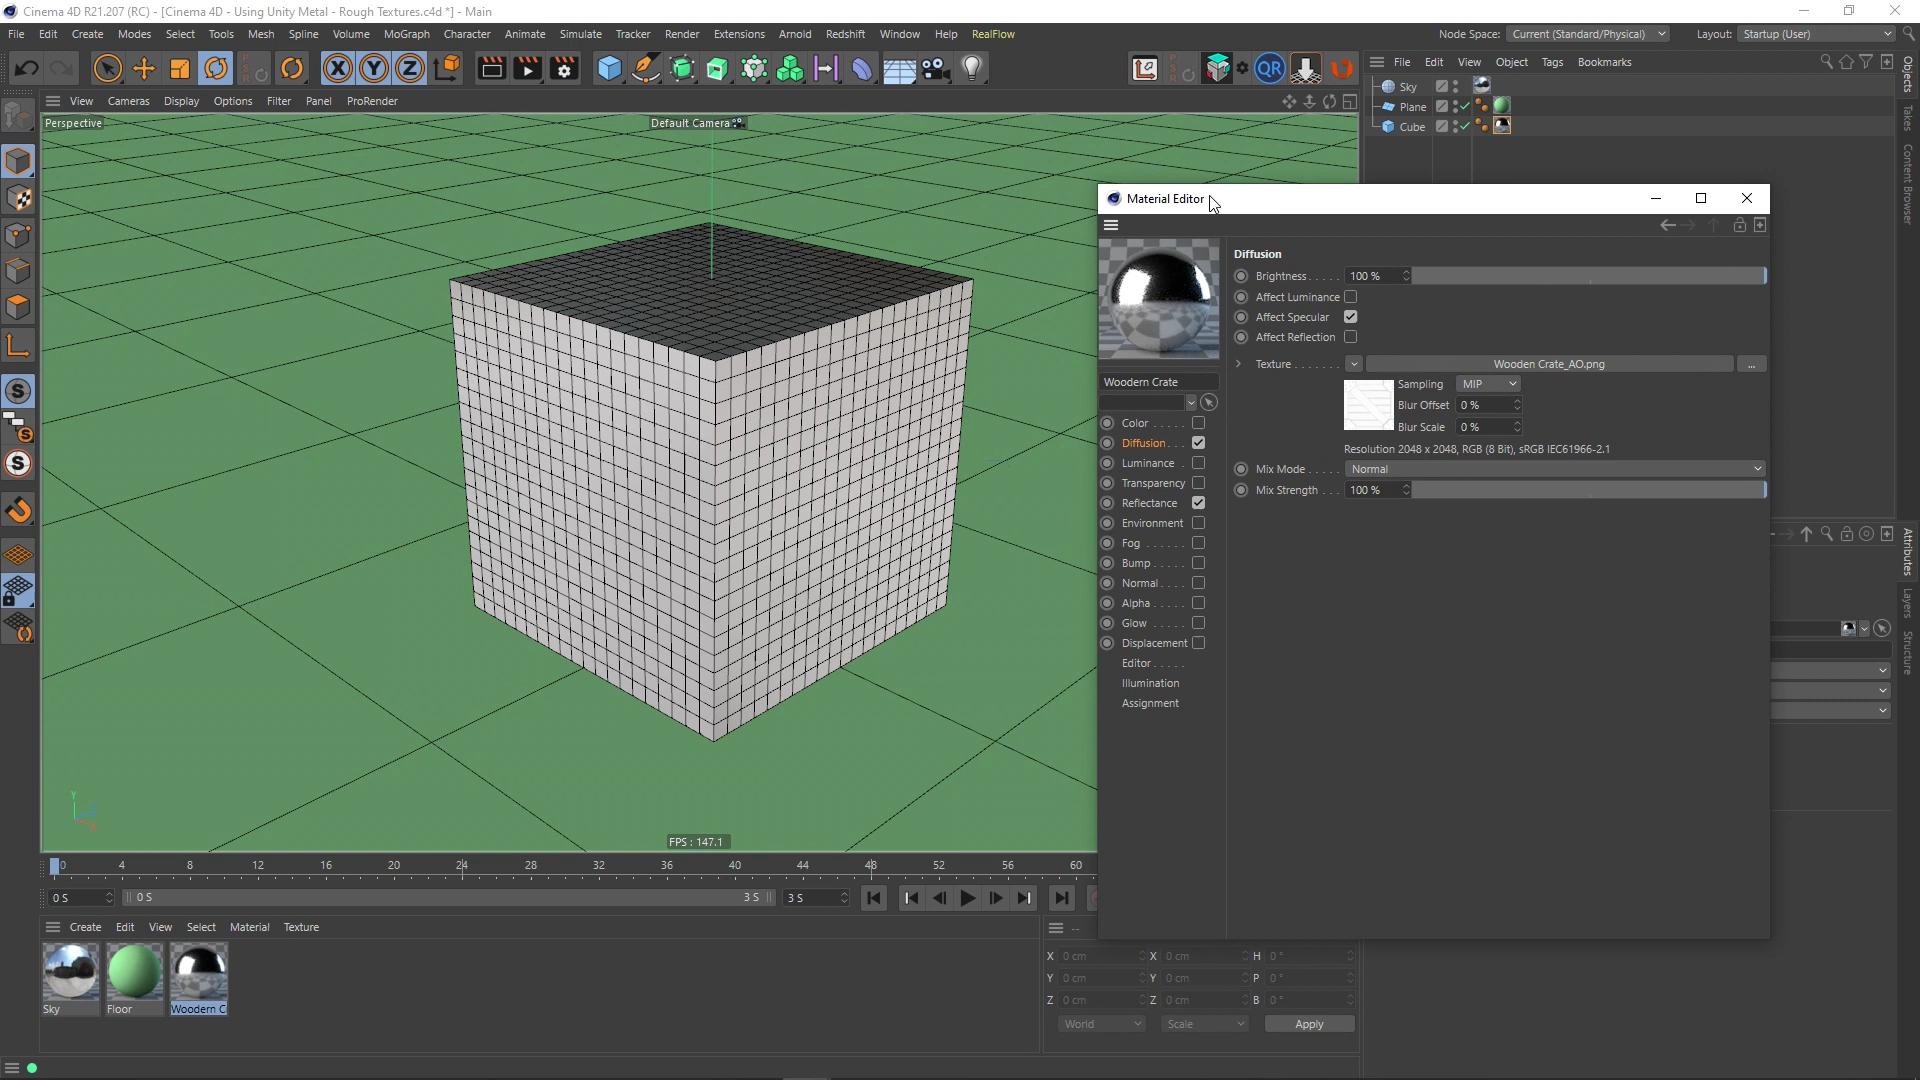 Cinema 4D R21.207 (RC) - [Cinema 4D - Using Unity Metal - Rough Textures.c4d *] - Main
File Edit Create Modes Select Tools Mesh Spline Volume MoGraph Character Animate Simulate Tracker Render Extensions Arnold Redshift Window Help RealFlow
Node Space: Current (Standard/Physical) Layout: Startup (User)
File Edit View Object Tags Bookmarks
View Cameras Display Options Filter Panel ProRender
Perspective
Default Camera
Sky
Plane
Cube
Objects
Takes
Content Browser
Material Editor
Woodern Crate
Color . . . . .
Diffusion . . .
Luminance .
Transparency
Reflectance
Environment
Fog . . . . . .
Bump . . . .
Normal . . . .
Alpha . . . . .
Glow . . . . .
Displacement
Editor . . . .
Illumination
Assignment
Diffusion
Brightness . . . . . 100 %
Affect Luminance
Affect Specular
Affect Reflection
Texture . . . . . . . Wooden Crate_AO.png ...
Sampling MIP
Blur Offset 0 %
Blur Scale 0 %
Resolution 2048 x 2048, RGB (8 Bit), sRGB IEC61966-2.1
Mix Mode . . . . . Normal
Mix Strength . . . 100 %
Attributes
Layers
Structure
Y
FPS : 147.1
0 4 8 12 16 20 24 28 32 36 40 44 48 52 56 60
0 S 0 S 3 S 3 S
Create Edit View Select Material Texture
Sky Floor Woodern C
--
X 0 cm X 0 cm H 0 °
Y 0 cm Y 0 cm P 0 °
Z 0 cm Z 0 cm B 0 °
World Scale Apply